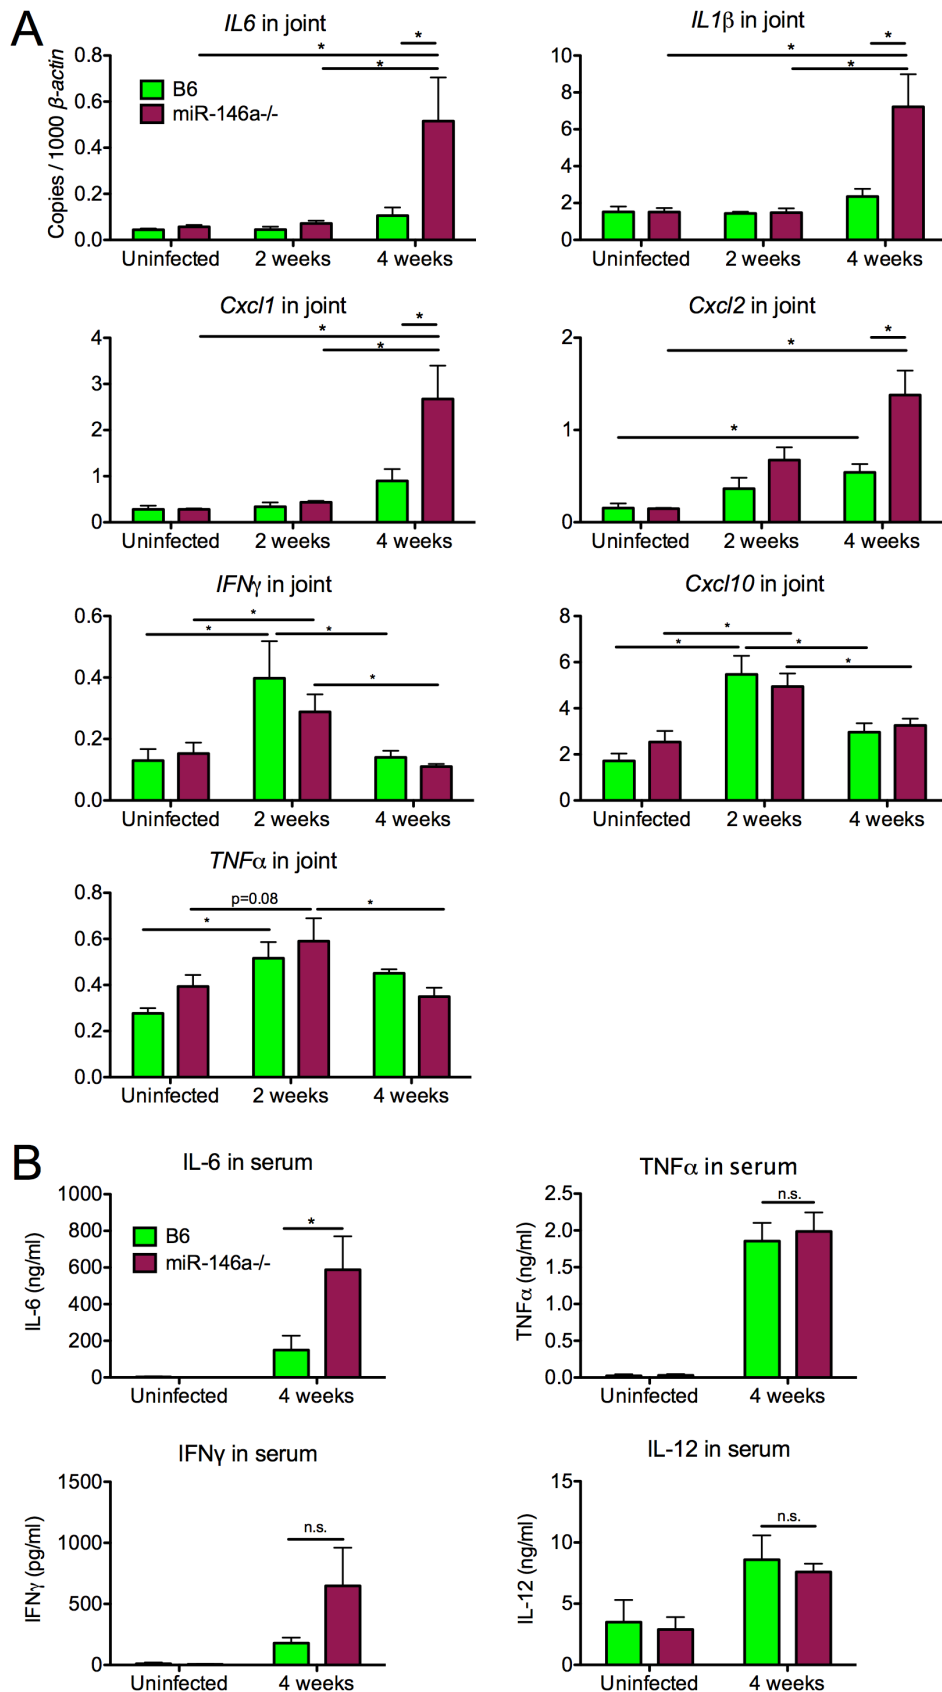 A
IL6 in joint
Copies / 1000 β-actin
0.8
0.6
0.4
0.2
0.0
B6
miR-146a-/-
*
*
*
Uninfected
2 weeks
4 weeks
IL1β in joint
10
8
6
4
2
0
*
*
*
Uninfected
2 weeks
4 weeks
Cxcl1 in joint
4
3
2
1
0
*
*
*
Uninfected
2 weeks
4 weeks
Cxcl2 in joint
2
1
0
*
*
*
Uninfected
2 weeks
4 weeks
IFNγ in joint
0.6
0.4
0.2
0.0
*
*
*
*
Uninfected
2 weeks
4 weeks
Cxcl10 in joint
8
6
4
2
0
*
*
*
*
Uninfected
2 weeks
4 weeks
TNFα in joint
0.8
0.6
0.4
0.2
0.0
p=0.08
*
*
Uninfected
2 weeks
4 weeks
B
IL-6 in serum
IL-6 (ng/ml)
1000
800
600
400
200
0
B6
miR-146a-/-
*
Uninfected
4 weeks
TNFα in serum
TNFα (ng/ml)
2.5
2.0
1.5
1.0
0.5
0.0
n.s.
Uninfected
4 weeks
IFNγ in serum
IFNγ (pg/ml)
1500
1000
500
0
n.s.
Uninfected
4 weeks
IL-12 in serum
IL-12 (ng/ml)
15
10
5
0
n.s.
Uninfected
4 weeks